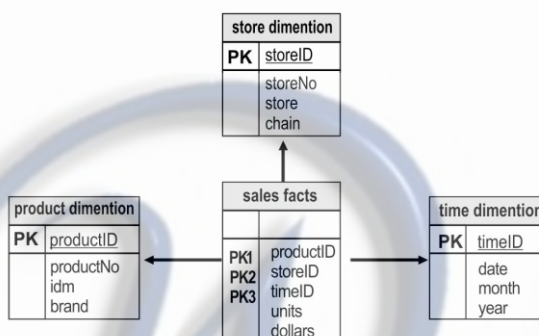 store dimention
PK storeID
storeNo
store
chain
sales facts
PK1 productID
PK2 storeID
PK3 timeID
units
dollars
product dimention
PK productID
productNo
idm
brand
time dimention
PK timeID
date
month
year